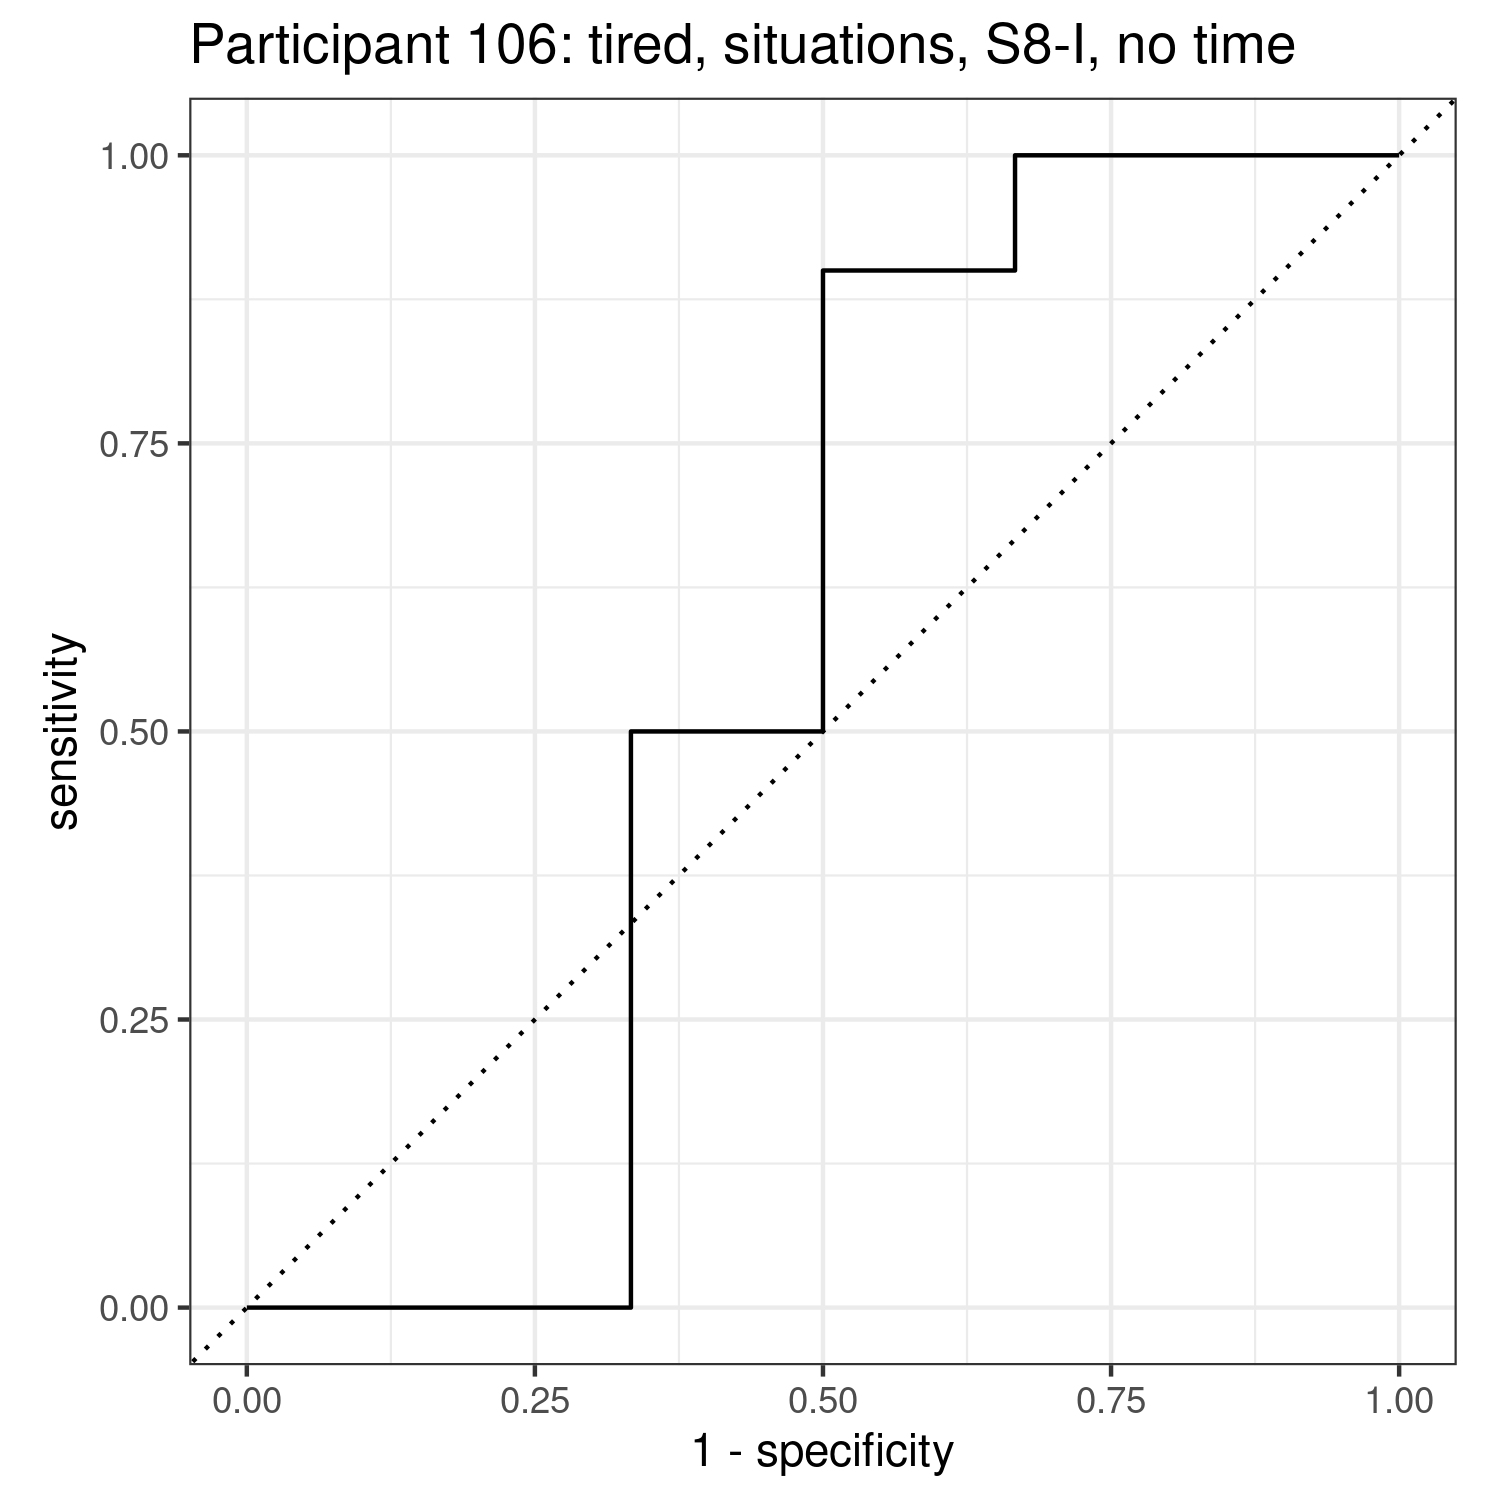 Participant 106: tired, situations, S8-I, no time
1.00
0.75
0.50
0.25
0.00
sensitivity
0.00 0.25 0.50 0.75 1.00
1 - specificity